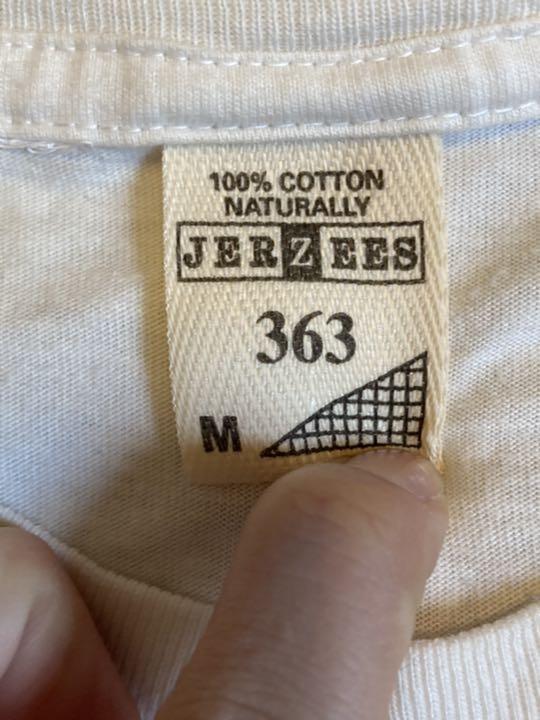 100% COTTON
NATURALLY
JERZEES
363
M